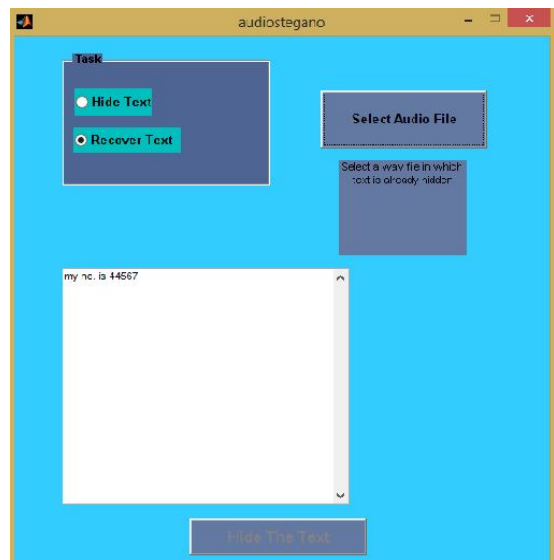 audiostegano
Task
Hide Text
Recover Text
Select Audio File
Select a wav file in which
text is already hidden
my no. is 44567
Hide The Text